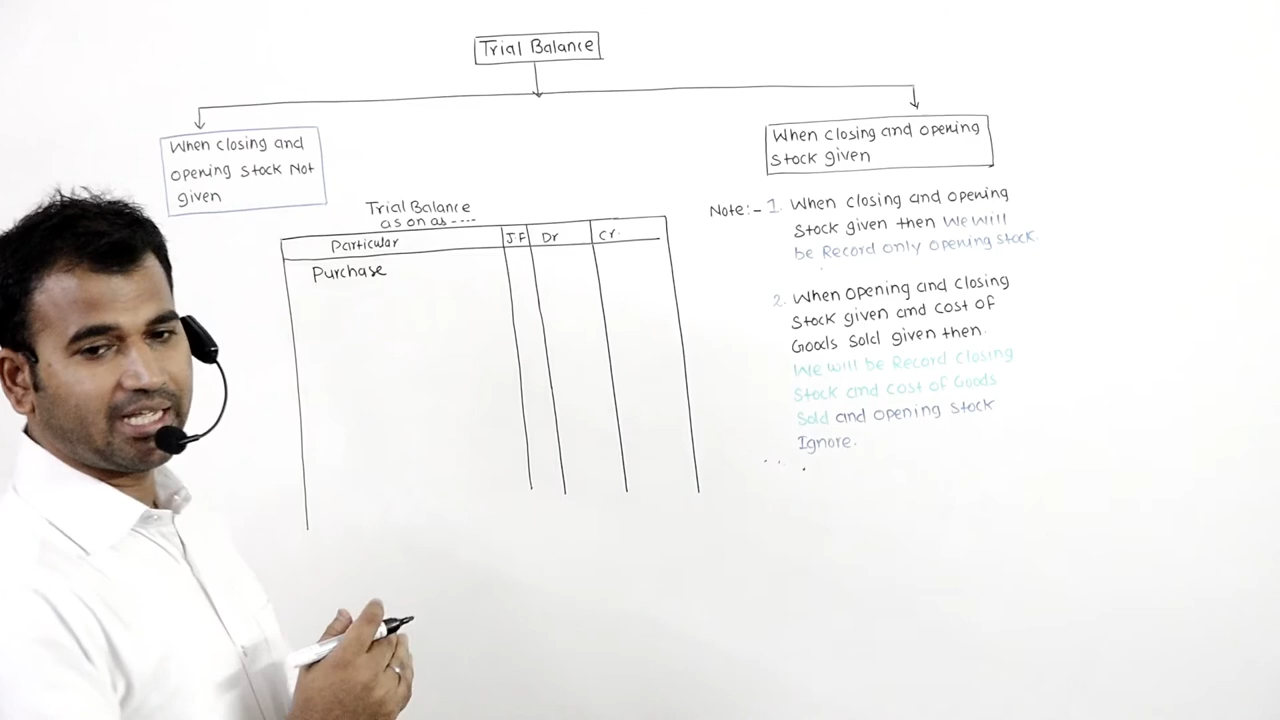 Trial Balance
When closing and
opening stock Not
given
When closing and opening
stock given
Trial Balance
as on as ----
Particular J.F Dr Cr.
Purchase
Note:- 1. When closing and opening
stock given then We will
be Record only opening stock.
2. When opening and closing
stock given and cost of
Goods Sold given then.
We will be Record closing
Stock and cost of Goods
Sold and opening stock
Ignore.